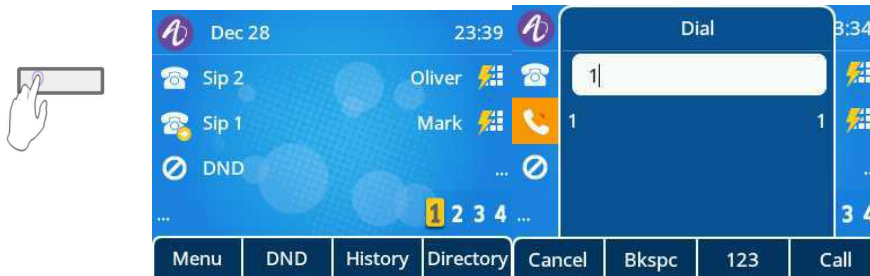 Dec 28 23:39
Sip 2 Oliver
Sip 1 Mark
DND ...
... 1 2 3 4
Menu DND History Directory
Dial 3:34
1
1 1
..
... 3 4
Cancel Bkspc 123 Call